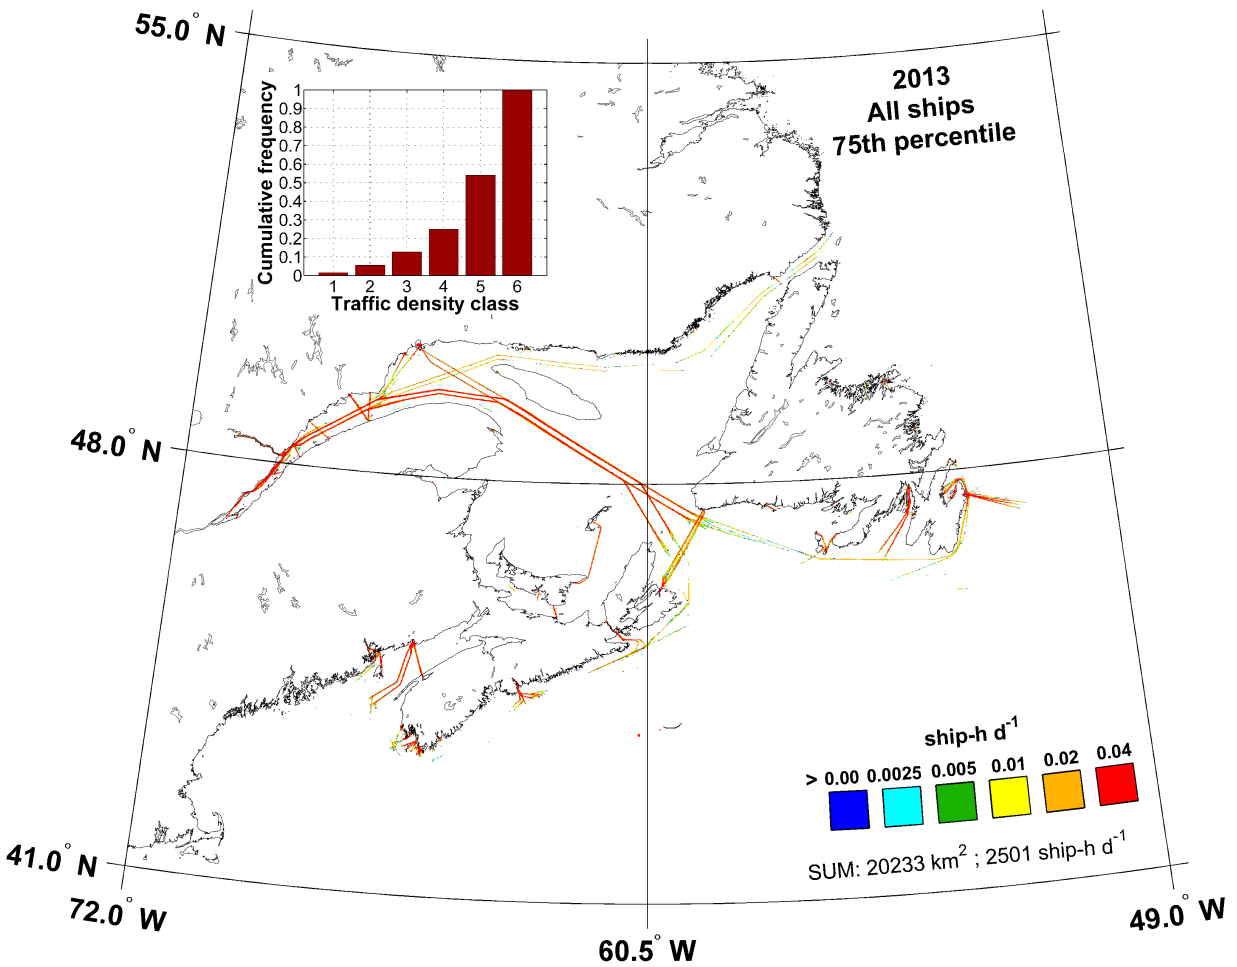 55.0° N
2013
All ships
75th percentile
Cumulative frequency
1
0.9
0.8
0.7
0.6
0.5
0.4
0.3
0.2
0.1
0
1 2 3 4 5 6
Traffic density class
48.0° N
ship-h d⁻¹
> 0.00 0.0025 0.005 0.01 0.02 0.04
SUM: 20233 km² ; 2501 ship-h d⁻¹
41.0° N
72.0° W
60.5° W
49.0° W